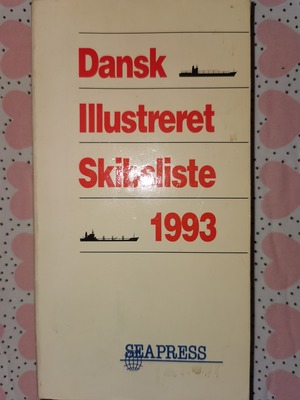 Dansk
Illustreret
Skibsliste
1993
SEAPRESS